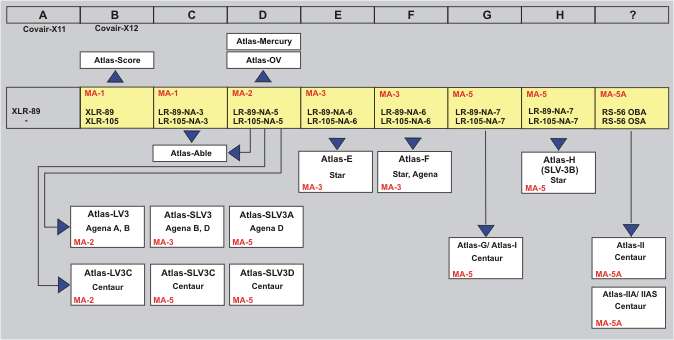 A B C D E F G H ?
Covair-X11 Covair-X12
Atlas-Mercury
Atlas-Score Atlas-OV
MA-1 MA-1 MA-2 MA-3 MA-3 MA-5 MA-5 MA-5A
XLR-89 XLR-89 LR-89-NA-3 LR-89-NA-5 LR-89-NA-6 LR-89-NA-6 LR-89-NA-7 LR-89-NA-7 RS-56 OBA
- XLR-105 LR-105-NA-3 LR-105-NA-5 LR-105-NA-6 LR-105-NA-6 LR-105-NA-7 LR-105-NA-7 RS-56 OSA
Atlas-Able
Atlas-E Atlas-F Atlas-H
(SLV-3B)
Star Star, Agena Star
MA-3 MA-3 MA-5
Atlas-LV3 Atlas-SLV3 Atlas-SLV3A
Agena A, B Agena B, D Agena D
MA-2 MA-3 MA-5
Atlas-G/ Atlas-I Atlas-II
Centaur Centaur
MA-5 MA-5A
Atlas-LV3C Atlas-SLV3C Atlas-SLV3D
Centaur Centaur Centaur
MA-2 MA-5 MA-5
Atlas-IIA/ IIAS
Centaur
MA-5A